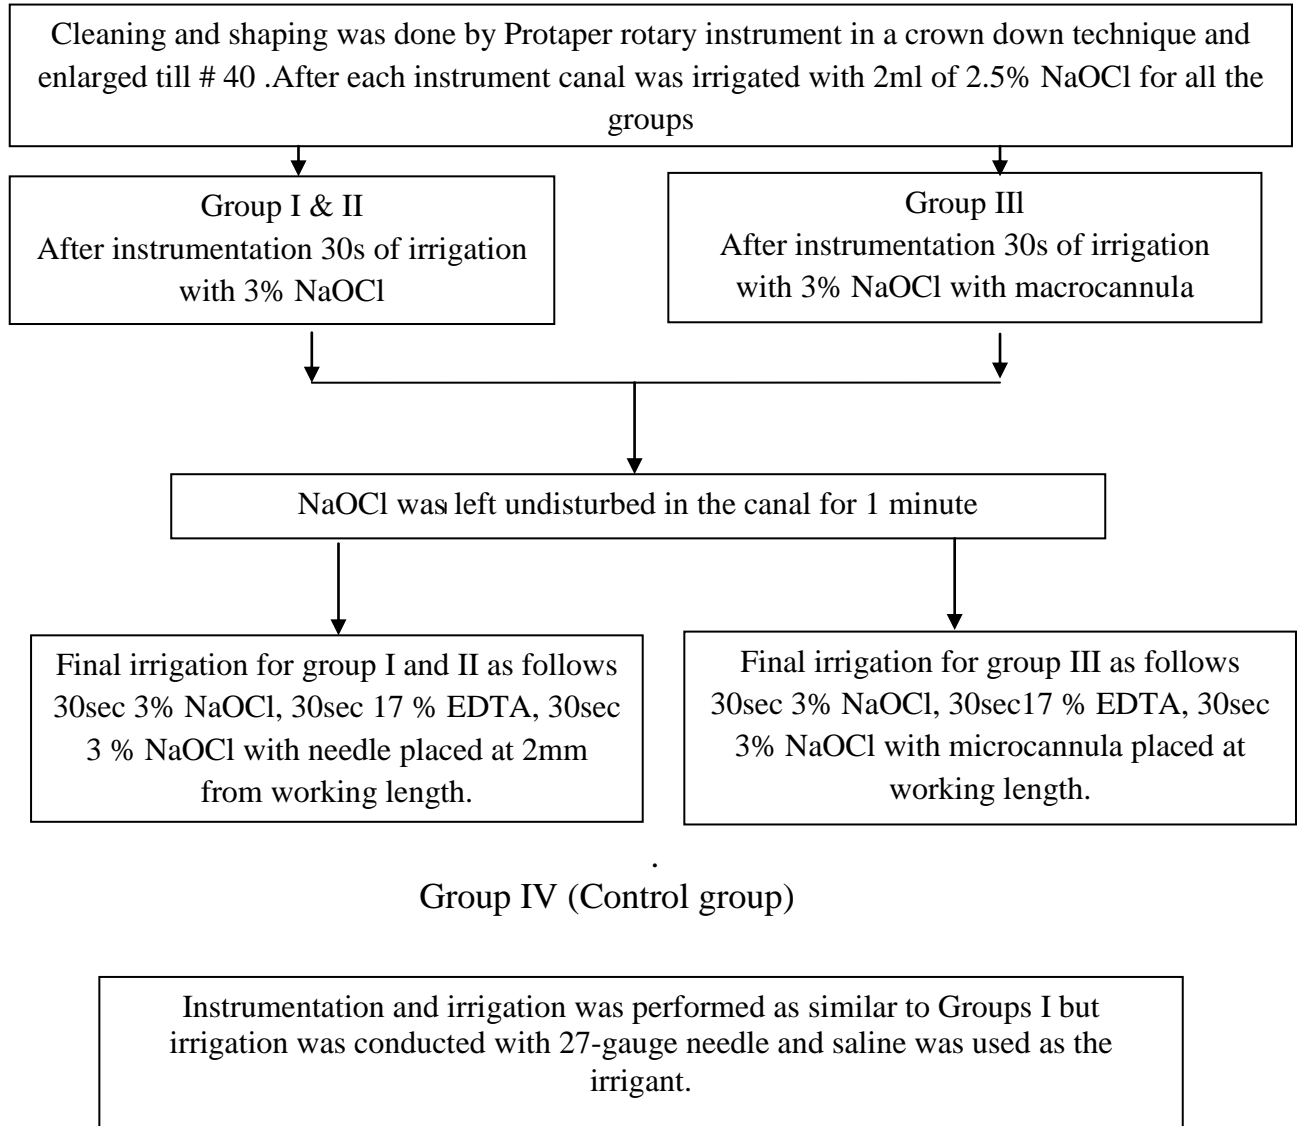 Cleaning and shaping was done by Protaper rotary instrument in a crown down technique and
enlarged till # 40 .After each instrument canal was irrigated with 2ml of 2.5% NaOCl for all the
groups
Group I & II
After instrumentation 30s of irrigation
with 3% NaOCl
Group IIl
After instrumentation 30s of irrigation
with 3% NaOCl with macrocannula
NaOCl was left undisturbed in the canal for 1 minute
Final irrigation for group I and II as follows
30sec 3% NaOCl, 30sec 17 % EDTA, 30sec
3 % NaOCl with needle placed at 2mm
from working length.
Final irrigation for group III as follows
30sec 3% NaOCl, 30sec17 % EDTA, 30sec
3% NaOCl with microcannula placed at
working length.
.
Group IV (Control group)
Instrumentation and irrigation was performed as similar to Groups I but
irrigation was conducted with 27-gauge needle and saline was used as the
irrigant.